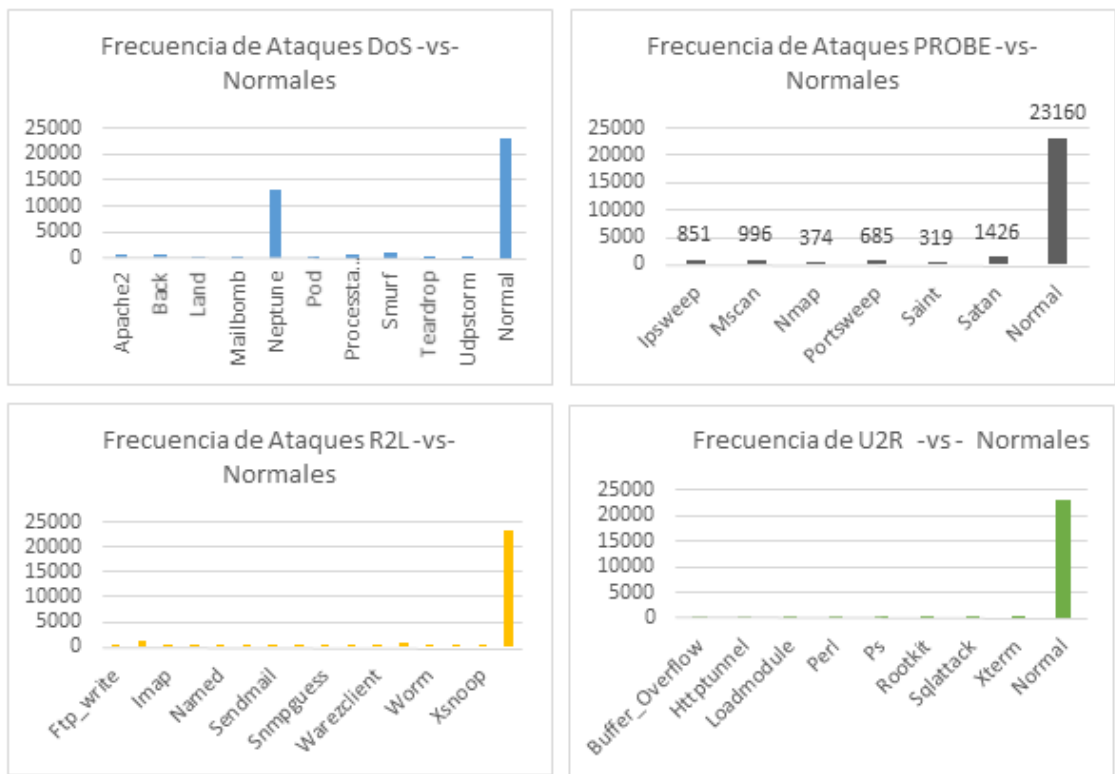 Frecuencia de Ataques DoS -vs-
Normales
25000
20000
15000
10000
5000
0
Apache2
Back
Land
Mailbomb
Neptune
Pod
Processta...
Smurf
Teardrop
Udpstorm
Normal
Frecuencia de Ataques PROBE -vs-
Normales
23160
25000
20000
15000
10000
5000
0
851
996
374
685
319
1426
Ipsweep
Mscan
Nmap
Portsweep
Saint
Satan
Normal
Frecuencia de Ataques R2L -vs-
Normales
25000
20000
15000
10000
5000
0
Ftp_write
Imap
Named
Sendmail
Snmpguess
Warezclient
Worm
Xsnoop
Frecuencia de U2R -vs - Normales
25000
20000
15000
10000
5000
0
Buffer_Overflow
Httptunnel
Loadmodule
Perl
Ps
Rootkit
Sqlattack
Xterm
Normal